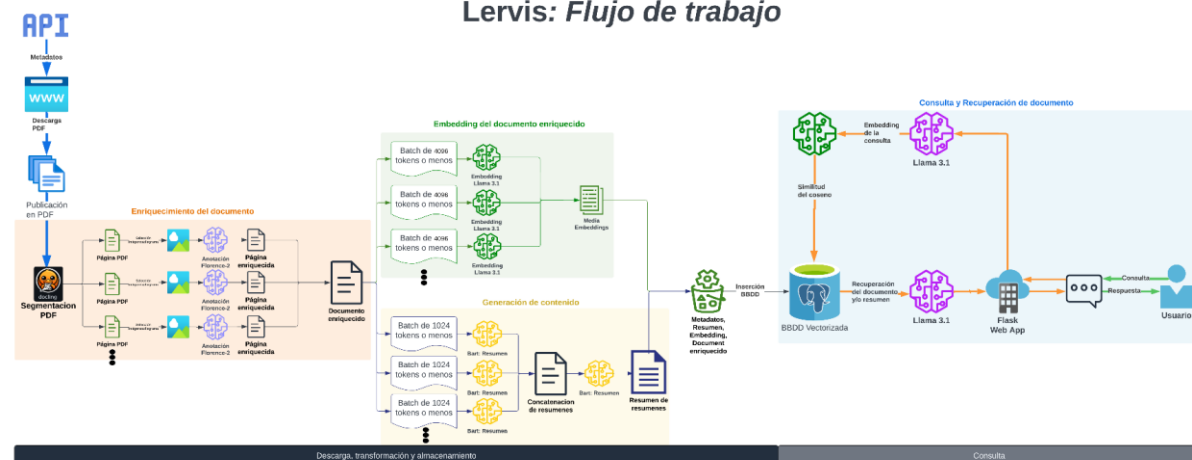 Lervis: Flujo de trabajo
API
Metadatos
WWW
Descarga
PDF
Publicación
en PDF
Enriquecimiento del documento
docling
Segmentacion
PDF
Página PDF
Anotación
Florence-2
Página
enriquecida
Página PDF
Anotación
Florence-2
Página
enriquecida
Página PDF
Anotación
Florence-2
Página
enriquecida
Documento
enriquecido
Embedding del documento enriquecido
Batch de 4096
tokens o menos
Embedding
Llama 3.1
Batch de 4096
tokens o menos
Embedding
Llama 3.1
Batch de 4096
tokens o menos
Embedding
Llama 3.1
Media
Embeddings
Generación de contenido
Batch de 1024
tokens o menos
Bart: Resumen
Batch de 1024
tokens o menos
Bart: Resumen
Batch de 1024
tokens o menos
Bart: Resumen
Concatenacion
de resumenes
Bart: Resumen
Resumen de
resumenes
Metadatos,
Resumen,
Embedding,
Document
enriquecido
Inserción
BBDD
Consulta y Recuperación de documento
Embedding
de la
consulta
Llama 3.1
Similitud
del coseno
BBDD Vectorizada
Recuperación
del documento
y/o resumen
Llama 3.1
Flask
Web App
Consulta
Respuesta
Usuario
Descarga, transformación y almacenamiento
Consulta